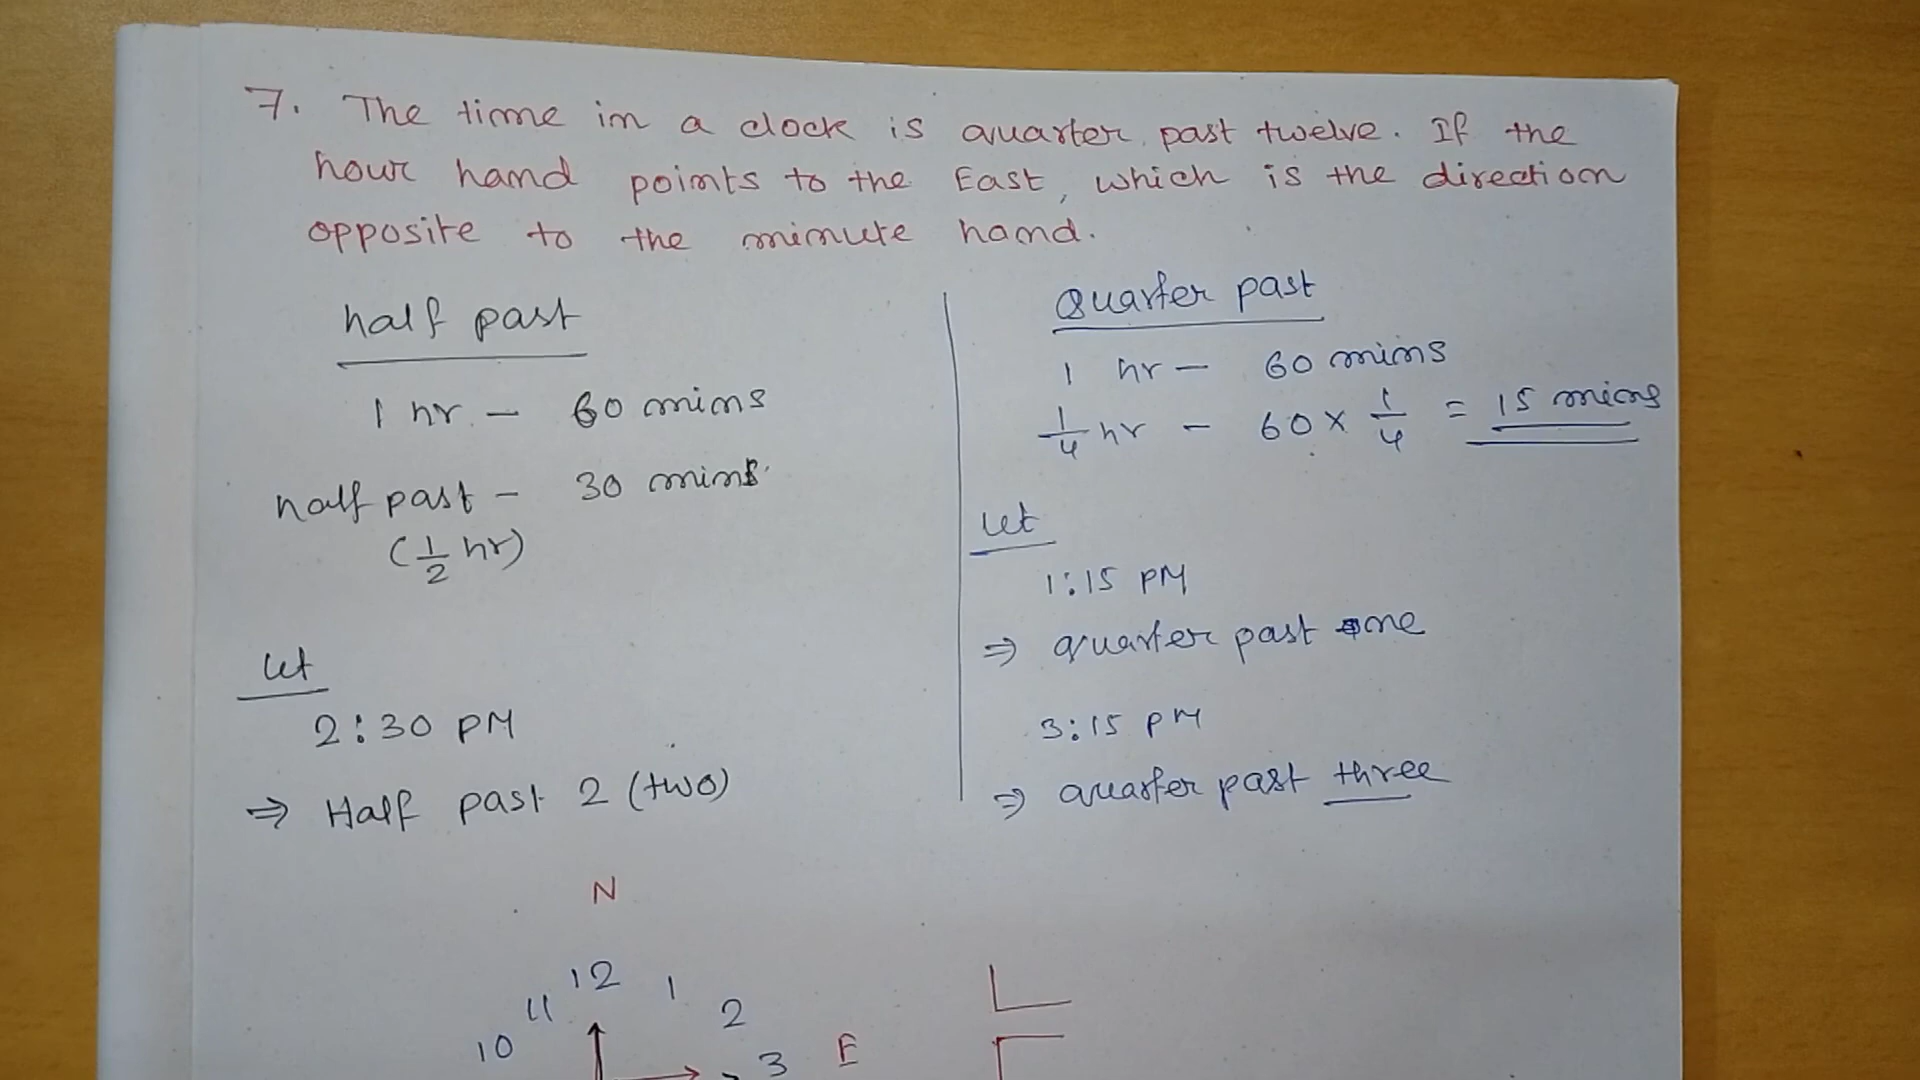 7. The time in a clock is quarter past twelve. If the
hour hand points to the East, which is the direction
opposite to the minute hand.
half past
1 hr. - 60 mins
half past - 30 mins
(1/2 hr)
let
2:30 PM
⇒ Half past 2 (two)
Quarter past
1 hr - 60 mins
1/4 hr - 60 x 1/4 = 15 mins
let
1:15 PM
⇒ quarter past one
3:15 PM
⇒ quarter past three
N
12
11
1
2
10
3
E